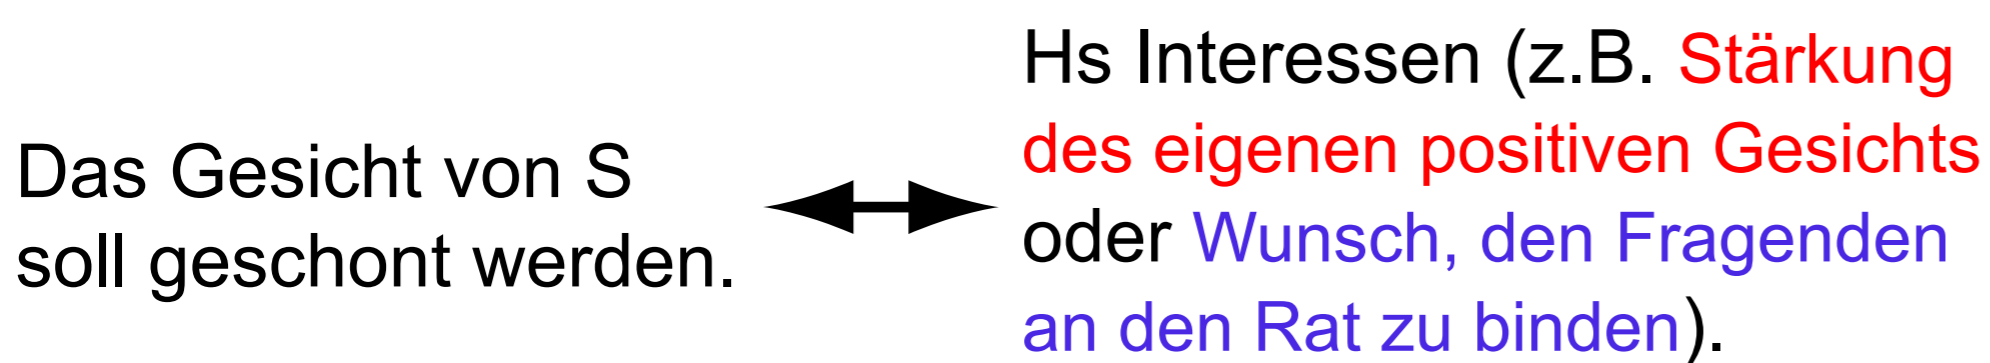 Das Gesicht von S
soll geschont werden.
Hs Interessen (z.B. Stärkung
des eigenen positiven Gesichts
oder Wunsch, den Fragenden
an den Rat zu binden).